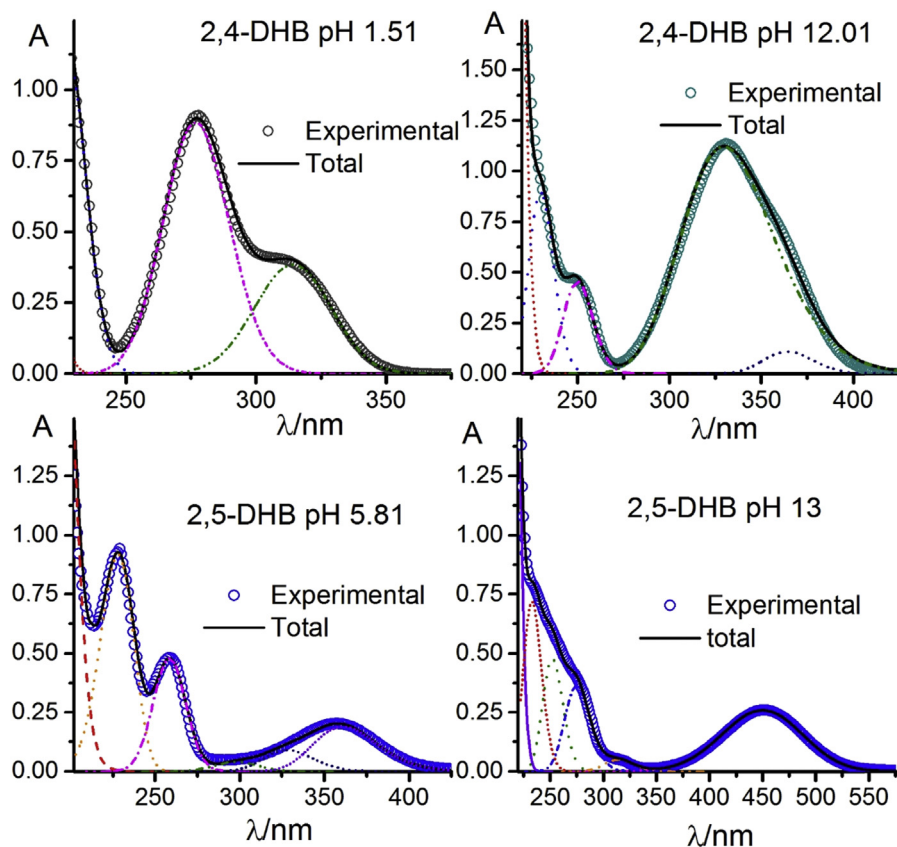 A
2,4-DHB pH 1.51
Experimental
Total
1.00
0.75
0.50
0.25
0.00
250
300
350
λ/nm
A
2,4-DHB pH 12.01
Experimental
Total
1.50
1.25
1.00
0.75
0.50
0.25
0.00
250
300
350
400
λ/nm
A
2,5-DHB pH 5.81
Experimental
Total
1.25
1.00
0.75
0.50
0.25
0.00
250
300
350
400
λ/nm
A
2,5-DHB pH 13
Experimental
total
1.25
1.00
0.75
0.50
0.25
0.00
250
300
350
400
450
500
550
λ/nm